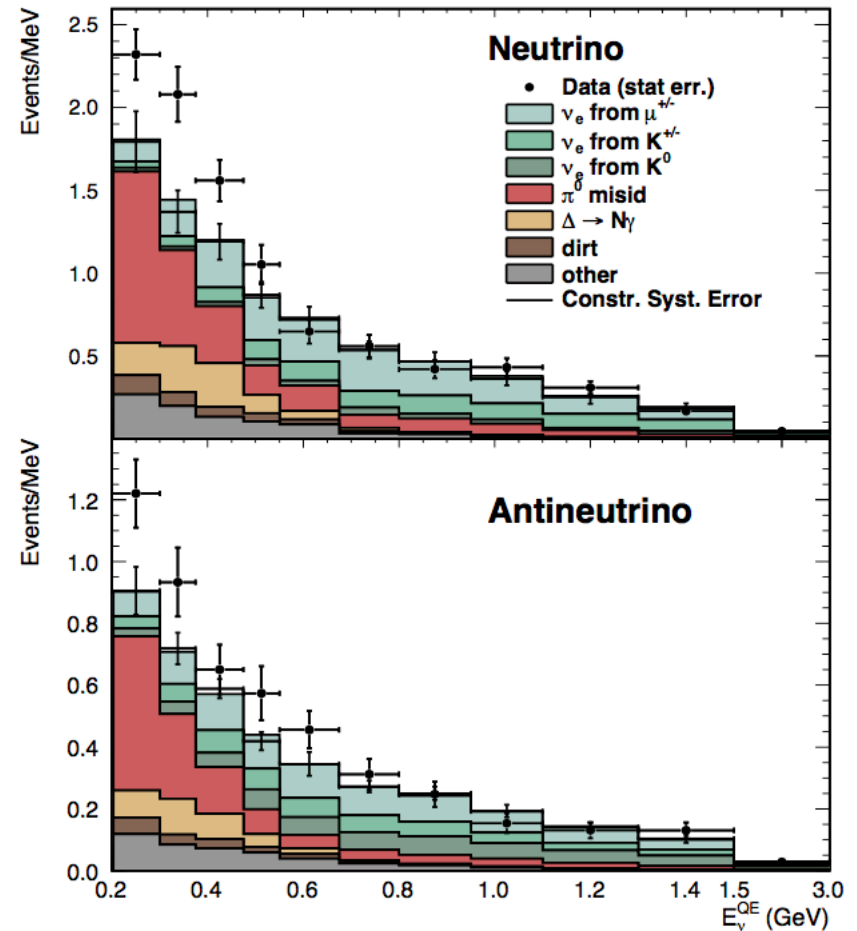 Events/MeV
2.5
2.0
1.5
1.0
0.5
Neutrino
Data (stat err.)
νe from μ+/-
νe from K+/-
νe from K0
π0 misid
Δ → Nγ
dirt
other
Constr. Syst. Error
Events/MeV
1.2
1.0
0.8
0.6
0.4
0.2
0.0
Antineutrino
0.2 0.4 0.6 0.8 1.0 1.2 1.4 1.5 3.0
EνQE (GeV)